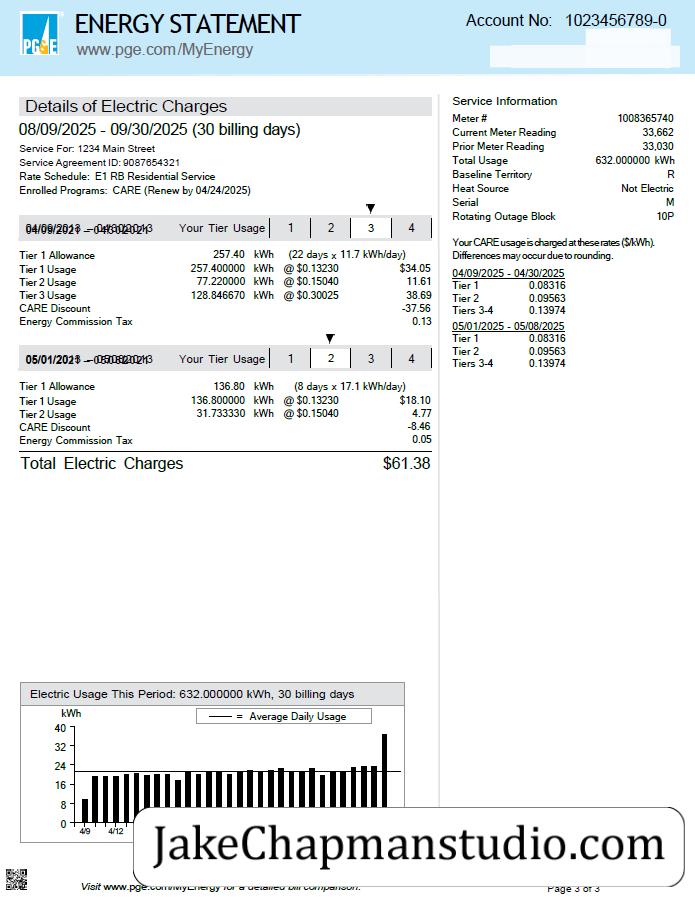 PG&E
ENERGY STATEMENT
www.pge.com/MyEnergy
Account No: 1023456789-0
Details of Electric Charges
08/09/2025 - 09/30/2025 (30 billing days)
Service For: 1234 Main Street
Service Agreement ID: 9087654321
Rate Schedule: E1 RB Residential Service
Enrolled Programs: CARE (Renew by 04/24/2025)
Your Tier Usage 1 2 3 4
Tier 1 Allowance 257.40 kWh (22 days x 11.7 kWh/day)
Tier 1 Usage 257.400000 kWh @ $0.13230 $34.05
Tier 2 Usage 77.220000 kWh @ $0.15040 11.61
Tier 3 Usage 128.846670 kWh @ $0.30025 38.69
CARE Discount -37.56
Energy Commission Tax 0.13
Your Tier Usage 1 2 3 4
Tier 1 Allowance 136.80 kWh (8 days x 17.1 kWh/day)
Tier 1 Usage 136.800000 kWh @ $0.13230 $18.10
Tier 2 Usage 31.733330 kWh @ $0.15040 4.77
CARE Discount -8.46
Energy Commission Tax 0.05
Total Electric Charges $61.38
Service Information
Meter # 1008365740
Current Meter Reading 33,662
Prior Meter Reading 33,030
Total Usage 632.000000 kWh
Baseline Territory R
Heat Source Not Electric
Serial M
Rotating Outage Block 10P
Your CARE usage is charged at these rates ($/kWh).
Differences may occur due to rounding.
04/09/2025 - 04/30/2025
Tier 1 0.08316
Tier 2 0.09563
Tiers 3-4 0.13974
05/01/2025 - 05/08/2025
Tier 1 0.08316
Tier 2 0.09563
Tiers 3-4 0.13974
Electric Usage This Period: 632.000000 kWh, 30 billing days
kWh
= Average Daily Usage
40
32
24
16
8
0
4/9 4/12
JakeChapmanstudio.com
Visit www.pge.com/MyEnergy for a detailed bill comparison.
Page 3 of 3